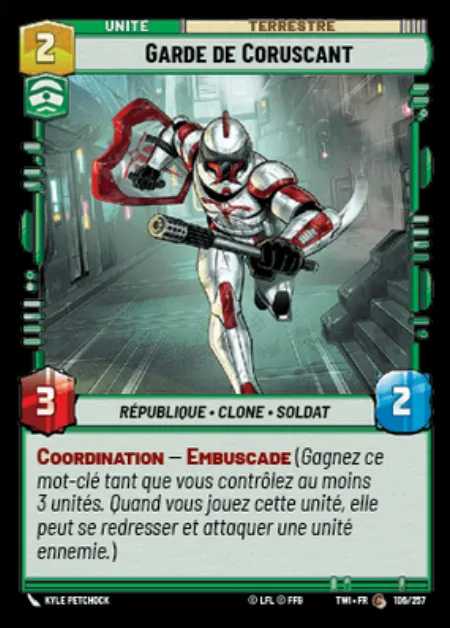 UNITÉ
TERRESTRE
2
GARDE DE CORUSCANT
3
2
RÉPUBLIQUE • CLONE • SOLDAT
COORDINATION – EMBUSCADE (Gagnez ce
mot-clé tant que vous contrôlez au moins
3 unités. Quand vous jouez cette unité, elle
peut se redresser et attaquer une unité
ennemie.)
KYLE PETCHOCK
© LFL © FFG
TWI • FR
C
106/257